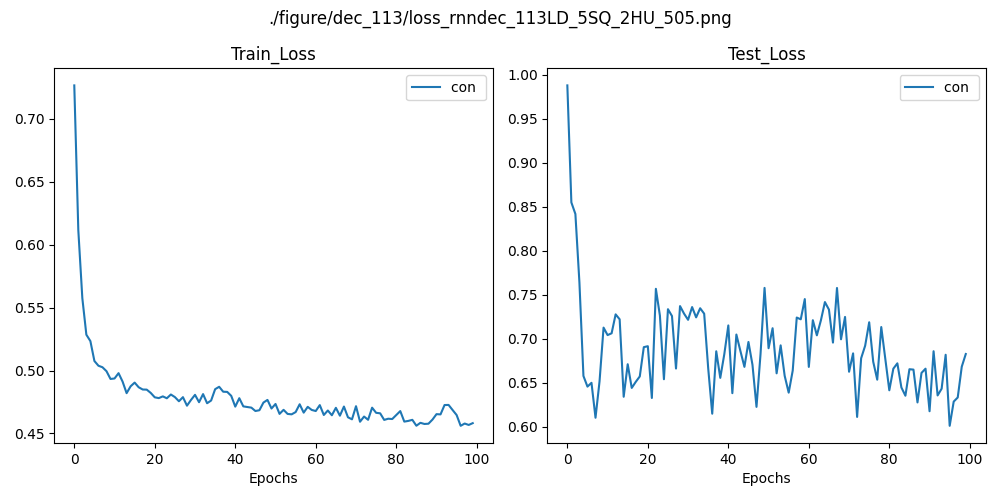 ./figure/dec_113/loss_rnndec_113LD_5SQ_2HU_505.png
Train_Loss
con
0.70
0.65
0.60
0.55
0.50
0.45
0 20 40 60 80 100
Epochs
Test_Loss
con
1.00
0.95
0.90
0.85
0.80
0.75
0.70
0.65
0.60
0 20 40 60 80 100
Epochs